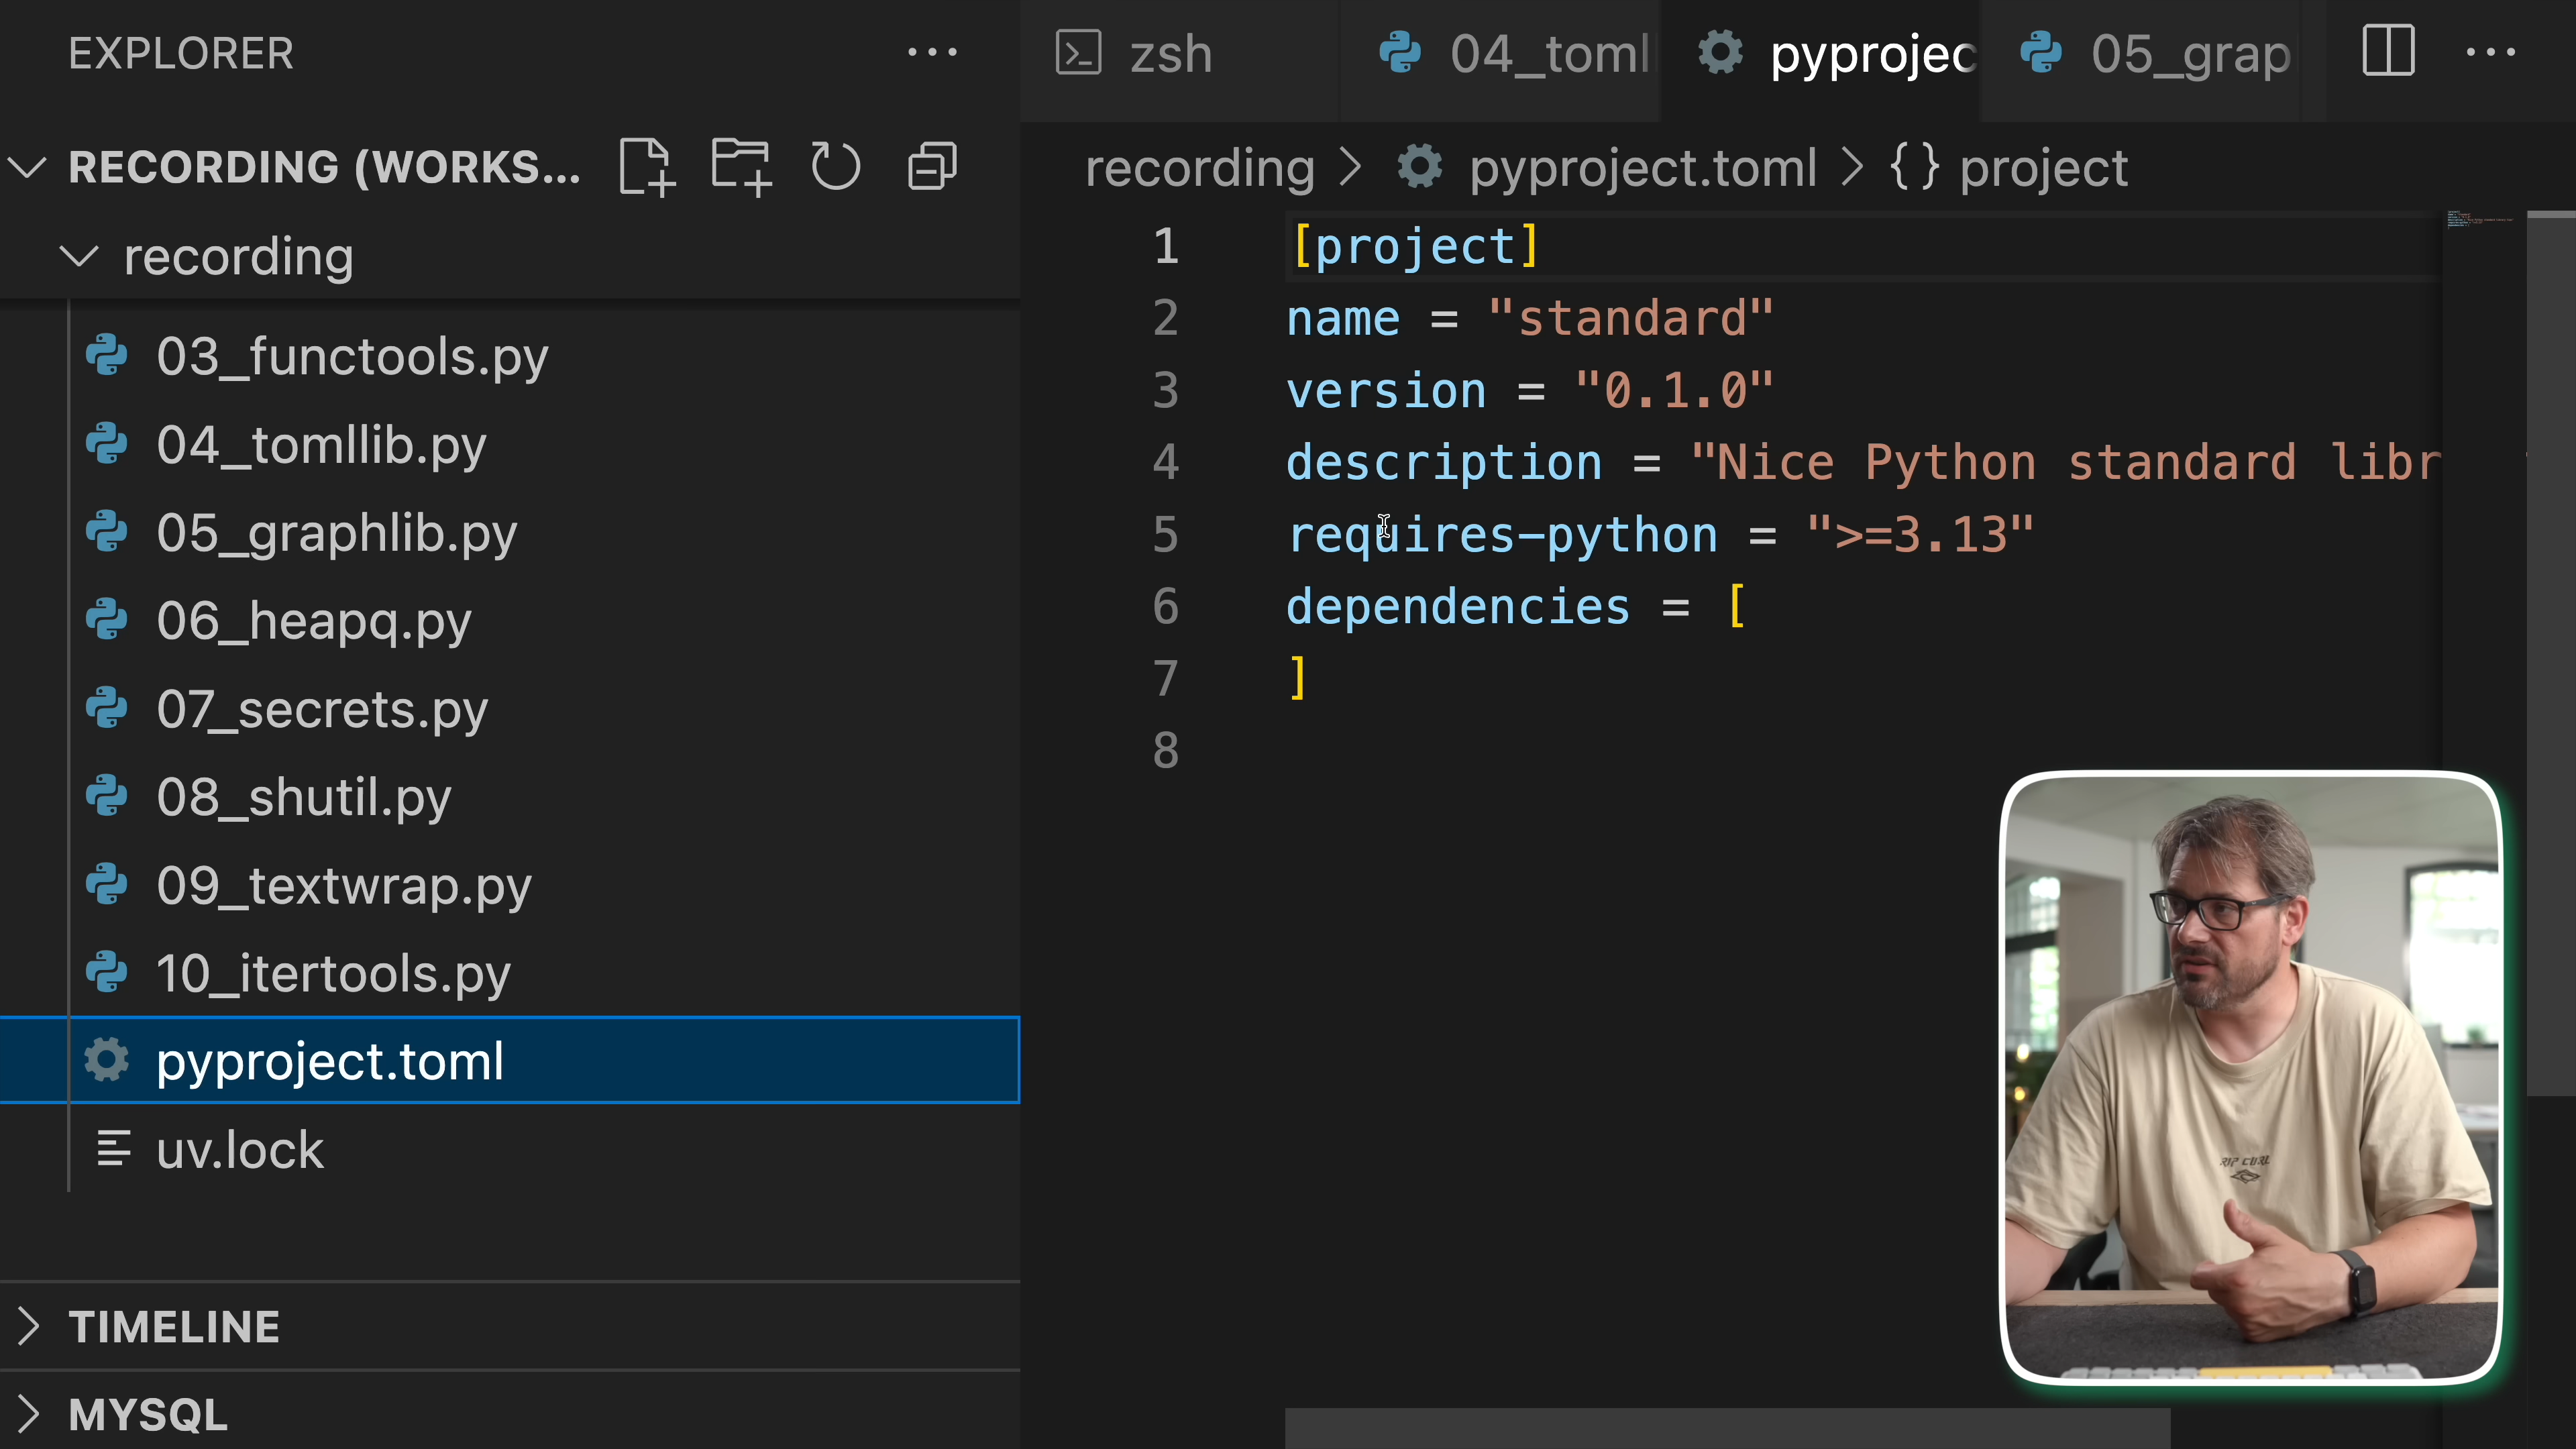 EXPLORER
RECORDING (WORKS...
recording
03_functools.py
04_tomllib.py
05_graphlib.py
06_heapq.py
07_secrets.py
08_shutil.py
09_textwrap.py
10_itertools.py
pyproject.toml
uv.lock
TIMELINE
MYSQL
zsh
04_toml
pyprojec
05_grap
recording > pyproject.toml > {} project
1 [project]
2 name = "standard"
3 version = "0.1.0"
4 description = "Nice Python standard libr
5 requires-python = ">=3.13"
6 dependencies = [
7 ]
8
RIP CURL